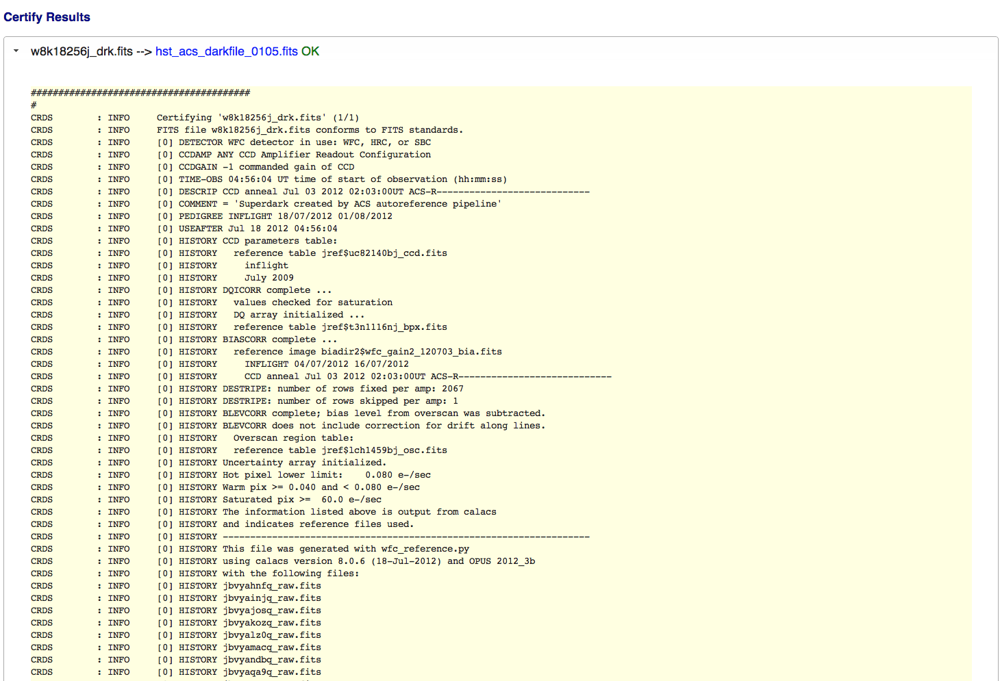 Certify Results
w8k18256j_drk.fits --> hst_acs_darkfile_0105.fits OK
########################################
#
CRDS : INFO Certifying 'w8k18256j_drk.fits' (1/1)
CRDS : INFO FITS file w8k18256j_drk.fits conforms to FITS standards.
CRDS : INFO [0] DETECTOR WFC detector in use: WFC, HRC, or SBC
CRDS : INFO [0] CCDAMP ANY CCD Amplifier Readout Configuration
CRDS : INFO [0] CCDGAIN -1 commanded gain of CCD
CRDS : INFO [0] TIME-OBS 04:56:04 UT time of start of observation (hh:mm:ss)
CRDS : INFO [0] DESCRIP CCD anneal Jul 03 2012 02:03:00UT ACS-R----------------------------
CRDS : INFO [0] COMMENT = 'Superdark created by ACS autoreference pipeline'
CRDS : INFO [0] PEDIGREE INFLIGHT 18/07/2012 01/08/2012
CRDS : INFO [0] USEAFTER Jul 18 2012 04:56:04
CRDS : INFO [0] HISTORY CCD parameters table:
CRDS : INFO [0] HISTORY   reference table jref$uc82140bj_ccd.fits
CRDS : INFO [0] HISTORY     inflight
CRDS : INFO [0] HISTORY     July 2009
CRDS : INFO [0] HISTORY DQICORR complete ...
CRDS : INFO [0] HISTORY   values checked for saturation
CRDS : INFO [0] HISTORY   DQ array initialized ...
CRDS : INFO [0] HISTORY   reference table jref$t3n1116nj_bpx.fits
CRDS : INFO [0] HISTORY BIASCORR complete ...
CRDS : INFO [0] HISTORY   reference image biadir2$wfc_gain2_120703_bia.fits
CRDS : INFO [0] HISTORY     INFLIGHT 04/07/2012 16/07/2012
CRDS : INFO [0] HISTORY     CCD anneal Jul 03 2012 02:03:00UT ACS-R----------------------------
CRDS : INFO [0] HISTORY DESTRIPE: number of rows fixed per amp: 2067
CRDS : INFO [0] HISTORY DESTRIPE: number of rows skipped per amp: 1
CRDS : INFO [0] HISTORY BLEVCORR complete; bias level from overscan was subtracted.
CRDS : INFO [0] HISTORY BLEVCORR does not include correction for drift along lines.
CRDS : INFO [0] HISTORY   Overscan region table:
CRDS : INFO [0] HISTORY   reference table jref$lch1459bj_osc.fits
CRDS : INFO [0] HISTORY Uncertainty array initialized.
CRDS : INFO [0] HISTORY Hot pixel lower limit:    0.080 e-/sec
CRDS : INFO [0] HISTORY Warm pix >= 0.040 and < 0.080 e-/sec
CRDS : INFO [0] HISTORY Saturated pix >=  60.0 e-/sec
CRDS : INFO [0] HISTORY The information listed above is output from calacs
CRDS : INFO [0] HISTORY and indicates reference files used.
CRDS : INFO [0] HISTORY -------------------------------------------------------------------
CRDS : INFO [0] HISTORY This file was generated with wfc_reference.py
CRDS : INFO [0] HISTORY using calacs version 8.0.6 (18-Jul-2012) and OPUS 2012_3b
CRDS : INFO [0] HISTORY with the following files:
CRDS : INFO [0] HISTORY jbvyahnfq_raw.fits
CRDS : INFO [0] HISTORY jbvyainjq_raw.fits
CRDS : INFO [0] HISTORY jbvyajosq_raw.fits
CRDS : INFO [0] HISTORY jbvyakozq_raw.fits
CRDS : INFO [0] HISTORY jbvyalz0q_raw.fits
CRDS : INFO [0] HISTORY jbvyamacq_raw.fits
CRDS : INFO [0] HISTORY jbvyandbq_raw.fits
CRDS : INFO [0] HISTORY jbvyaqa9q_raw.fits